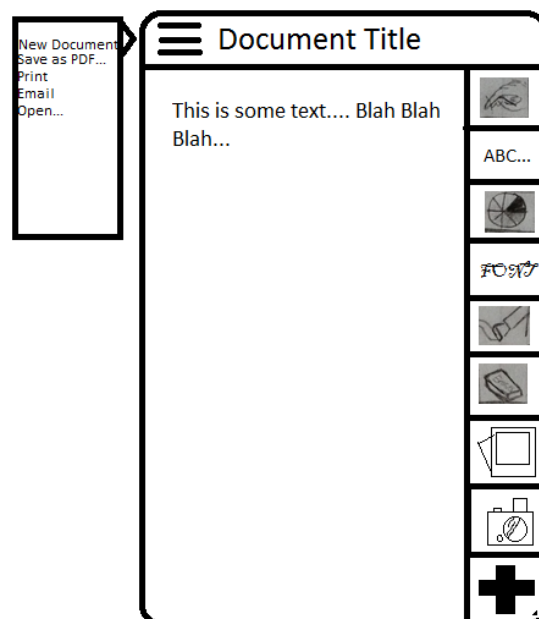 New Document
Save as PDF...
Print
Email
Open...
Document Title
This is some text.... Blah Blah
Blah...
ABC...
FONT